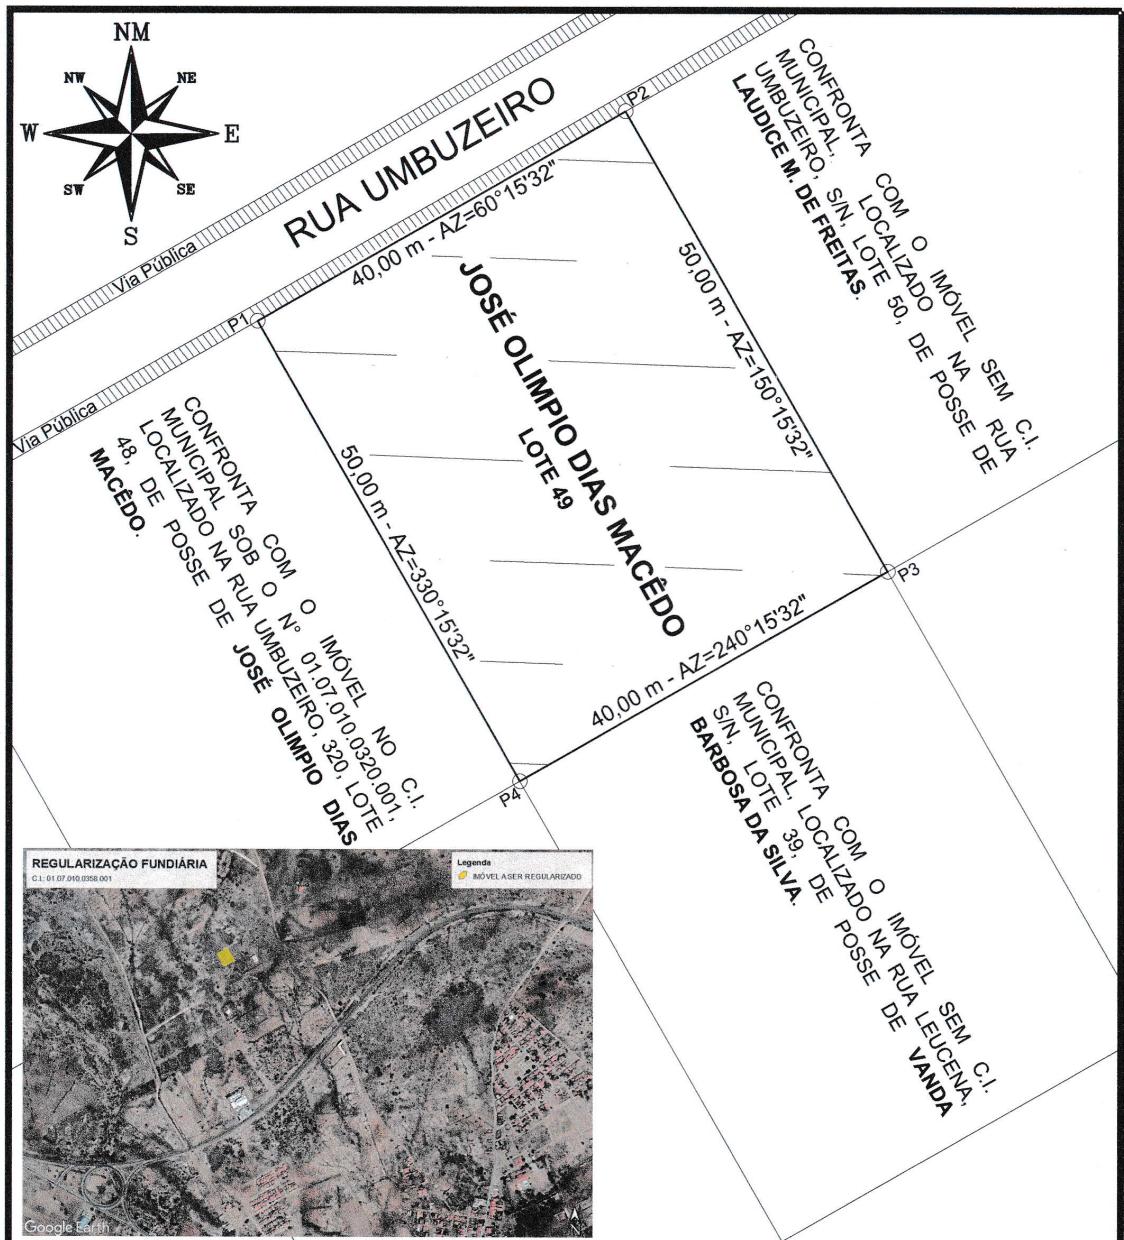 NM
NW
NE
W
E
SW
SE
S
RUA UMBUZEIRO
Via Pública
Via Pública
P1
P2
P3
P4
40,00 m - AZ=60°15'32"
50,00 m - AZ=150°15'32"
40,00 m - AZ=240°15'32"
50,00 m - AZ=330°15'32"
JOSÉ OLIMPIO DIAS MACÊDO
LOTE 49
CONFRONTA COM O IMÓVEL SEM C.I.
MUNICIPAL, LOCALIZADO NA RUA
UMBUZEIRO, S/N, LOTE 50, DE POSSE DE
LAUDICE M. DE FREITAS.
CONFRONTA COM O IMÓVEL NO C.I.
MUNICIPAL SOB O N° 01.07.010.0320.001,
LOCALIZADO NA RUA UMBUZEIRO, 320, LOTE
48, DE POSSE DE JOSÉ OLIMPIO DIAS
MACÊDO.
CONFRONTA COM O IMÓVEL SEM C.I.
MUNICIPAL, LOCALIZADO NA RUA LEUCENA,
S/N, LOTE 39, DE POSSE DE VANDA
BARBOSA DA SILVA.
REGULARIZAÇÃO FUNDIÁRIA
C.I.: 01.07.010.0358.001
Legenda
IMÓVEL A SER REGULARIZADO
Google Earth
N